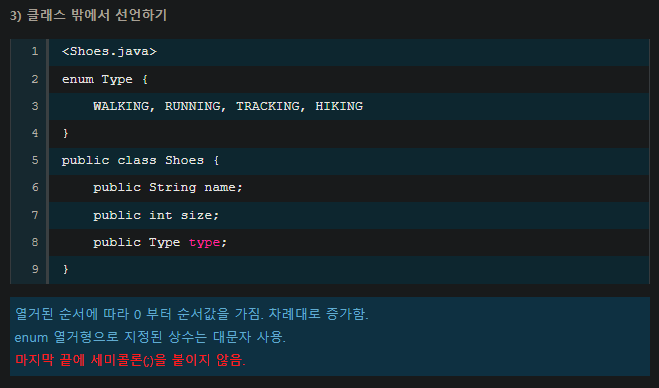 3) 클래스 밖에서 선언하기
1 <Shoes.java>
2 enum Type {
3     WALKING, RUNNING, TRACKING, HIKING
4 }
5 public class Shoes {
6     public String name;
7     public int size;
8     public Type type;
9 }
열거된 순서에 따라 0 부터 순서값을 가짐. 차례대로 증가함.
enum 열거형으로 지정된 상수는 대문자 사용.
마지막 끝에 세미콜론(;)을 붙이지 않음.